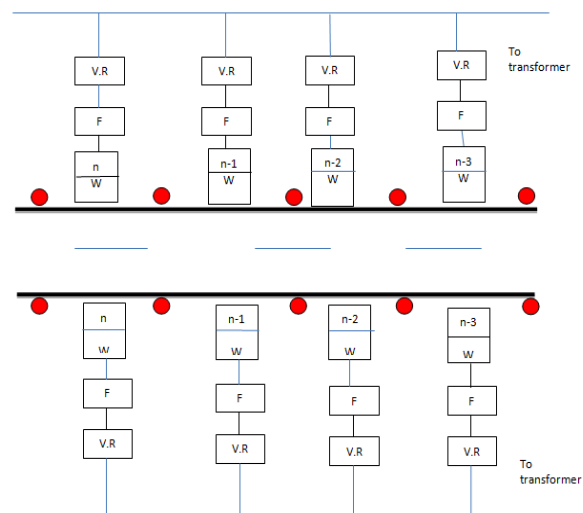 To
transformer
V.R V.R V.R V.R
F F F F
n n-1 n-2 n-3
W W W W
n n-1 n-2 n-3
W W W W
F F F F
V.R V.R V.R V.R
To
transformer